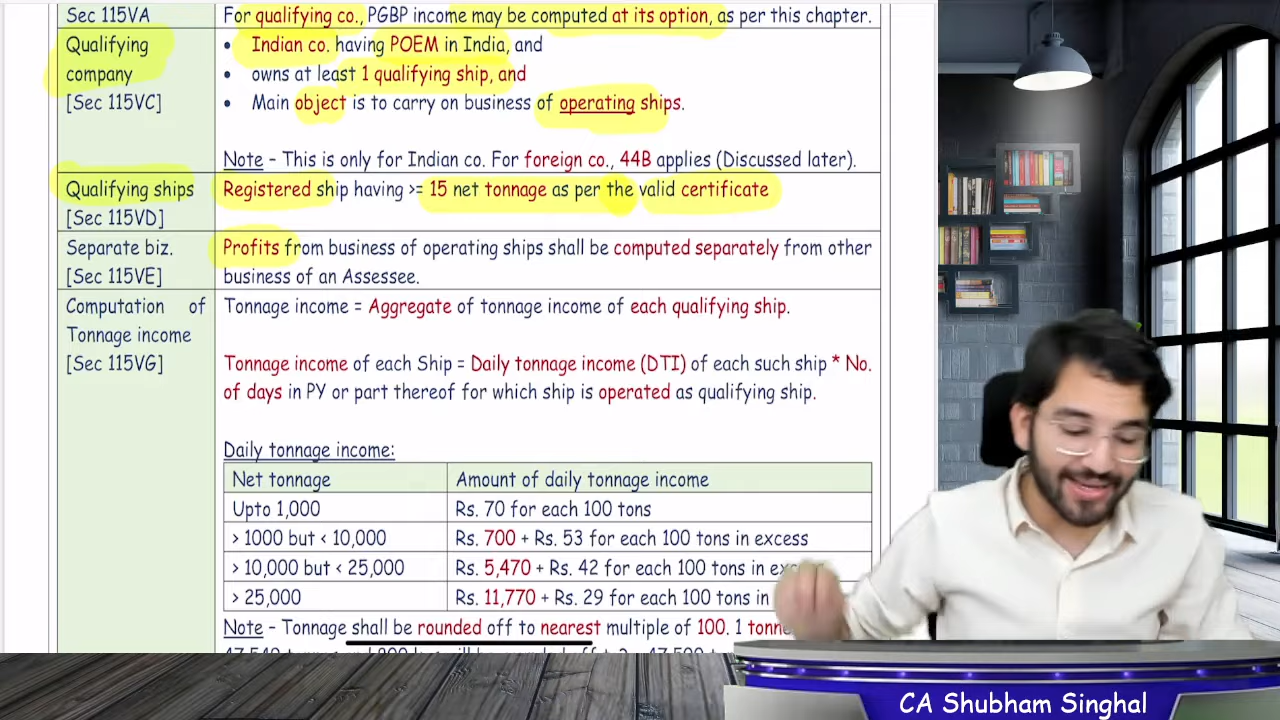 Sec 115VA
For qualifying co., PGBP income may be computed at its option, as per this chapter.
Qualifying company [Sec 115VC]
• Indian co. having POEM in India, and
• owns at least 1 qualifying ship, and
• Main object is to carry on business of operating ships.
Note – This is only for Indian co. For foreign co., 44B applies (Discussed later).
Qualifying ships [Sec 115VD]
Registered ship having >= 15 net tonnage as per the valid certificate
Separate biz. [Sec 115VE]
Profits from business of operating ships shall be computed separately from other
business of an Assessee.
Computation of Tonnage income [Sec 115VG]
Tonnage income = Aggregate of tonnage income of each qualifying ship.
Tonnage income of each Ship = Daily tonnage income (DTI) of each such ship * No.
of days in PY or part thereof for which ship is operated as qualifying ship.
Daily tonnage income:
Net tonnage Amount of daily tonnage income
Upto 1,000 Rs. 70 for each 100 tons
> 1000 but < 10,000 Rs. 700 + Rs. 53 for each 100 tons in excess
> 10,000 but < 25,000 Rs. 5,470 + Rs. 42 for each 100 tons in
> 25,000 Rs. 11,770 + Rs. 29 for each 100 tons in
Note – Tonnage shall be rounded off to nearest multiple of 100. 1
CA Shubham Singhal